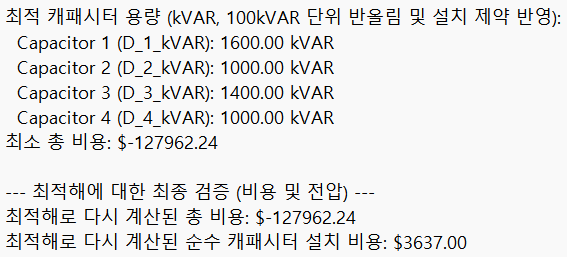 최적 캐패시터 용량 (kVAR, 100kVAR 단위 반올림 및 설치 제약 반영):
Capacitor 1 (D_1_kVAR): 1600.00 kVAR
Capacitor 2 (D_2_kVAR): 1000.00 kVAR
Capacitor 3 (D_3_kVAR): 1400.00 kVAR
Capacitor 4 (D_4_kVAR): 1000.00 kVAR
최소 총 비용: $-127962.24
--- 최적해에 대한 최종 검증 (비용 및 전압) ---
최적해로 다시 계산된 총 비용: $-127962.24
최적해로 다시 계산된 순수 캐패시터 설치 비용: $3637.00